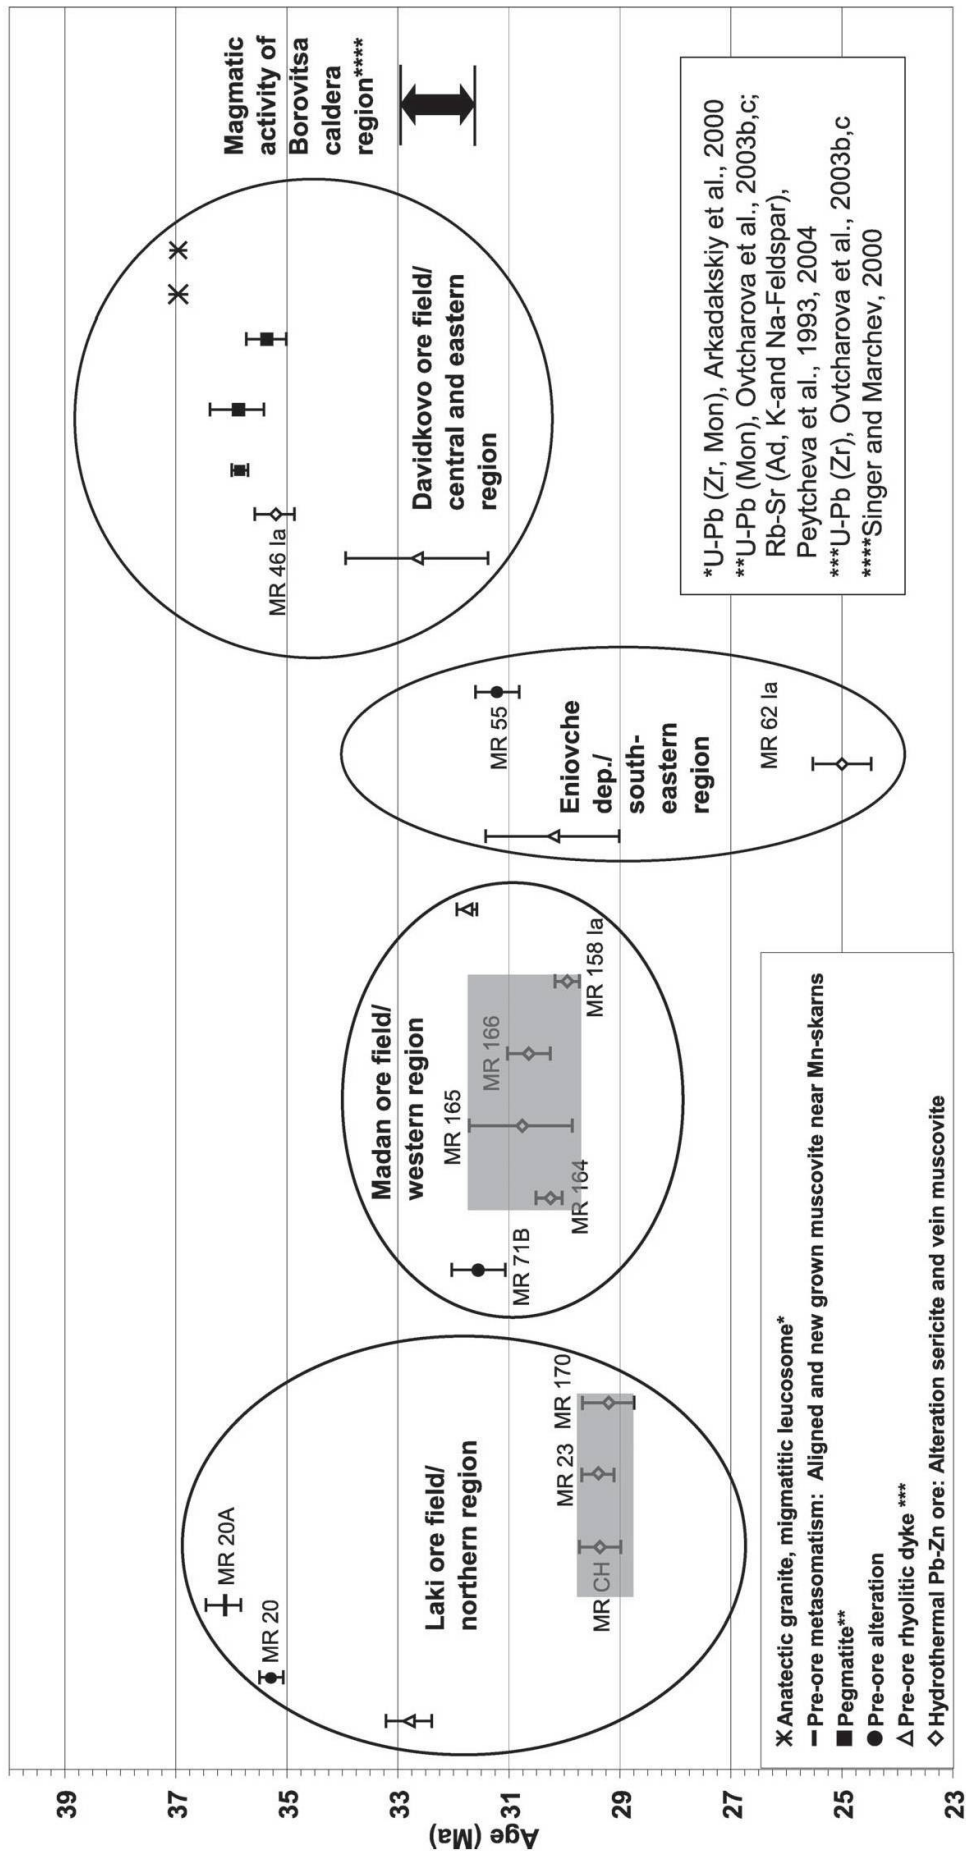 Age (Ma)
39
37
35
33
31
29
27
25
23
MR 20
MR 20A
Laki ore field/
northern region
MR CH
MR 23
MR 170
MR 71B
Madan ore field/
western region
MR 164
MR 165
MR 166
MR 158 Ia
Eniovche
dep./
south-
eastern
region
MR 55
MR 62 Ia
MR 46 Ia
Davidkovo ore field/
central and eastern
region
Magmatic
activity of
Borovitsa
caldera
region****
Anatectic granite, migmatitic leucosome*
Pre-ore metasomatism: Aligned and new grown muscovite near Mn-skarns
Pegmatite**
Pre-ore alteration
Pre-ore rhyolitic dyke ***
Hydrothermal Pb-Zn ore: Alteration sericite and vein muscovite
*U-Pb (Zr, Mon), Arkadakskiy et al., 2000
**U-Pb (Mon), Ovtcharova et al., 2003b,c;
Rb-Sr (Ad, K-and Na-Feldspar),
Peytcheva et al., 1993, 2004
***U-Pb (Zr), Ovtcharova et al., 2003b,c
****Singer and Marchev, 2000